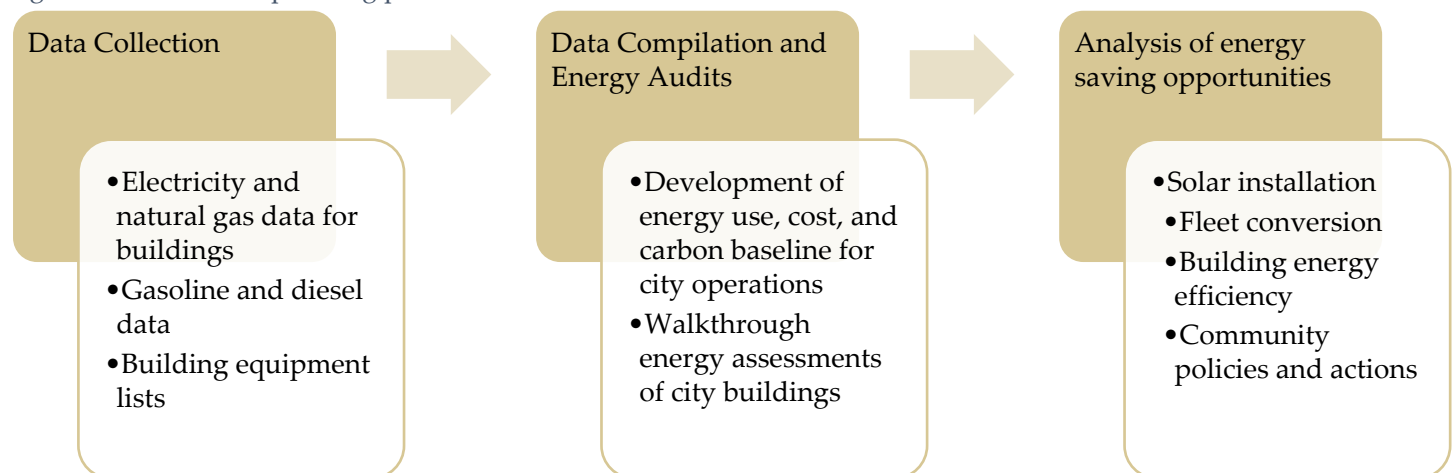 Data Collection
•Electricity and
natural gas data for
buildings
•Gasoline and diesel
data
•Building equipment
lists
Data Compilation and
Energy Audits
•Development of
energy use, cost, and
carbon baseline for
city operations
•Walkthrough
energy assessments
of city buildings
Analysis of energy
saving opportunities
•Solar installation
•Fleet conversion
•Building energy
efficiency
•Community
policies and actions